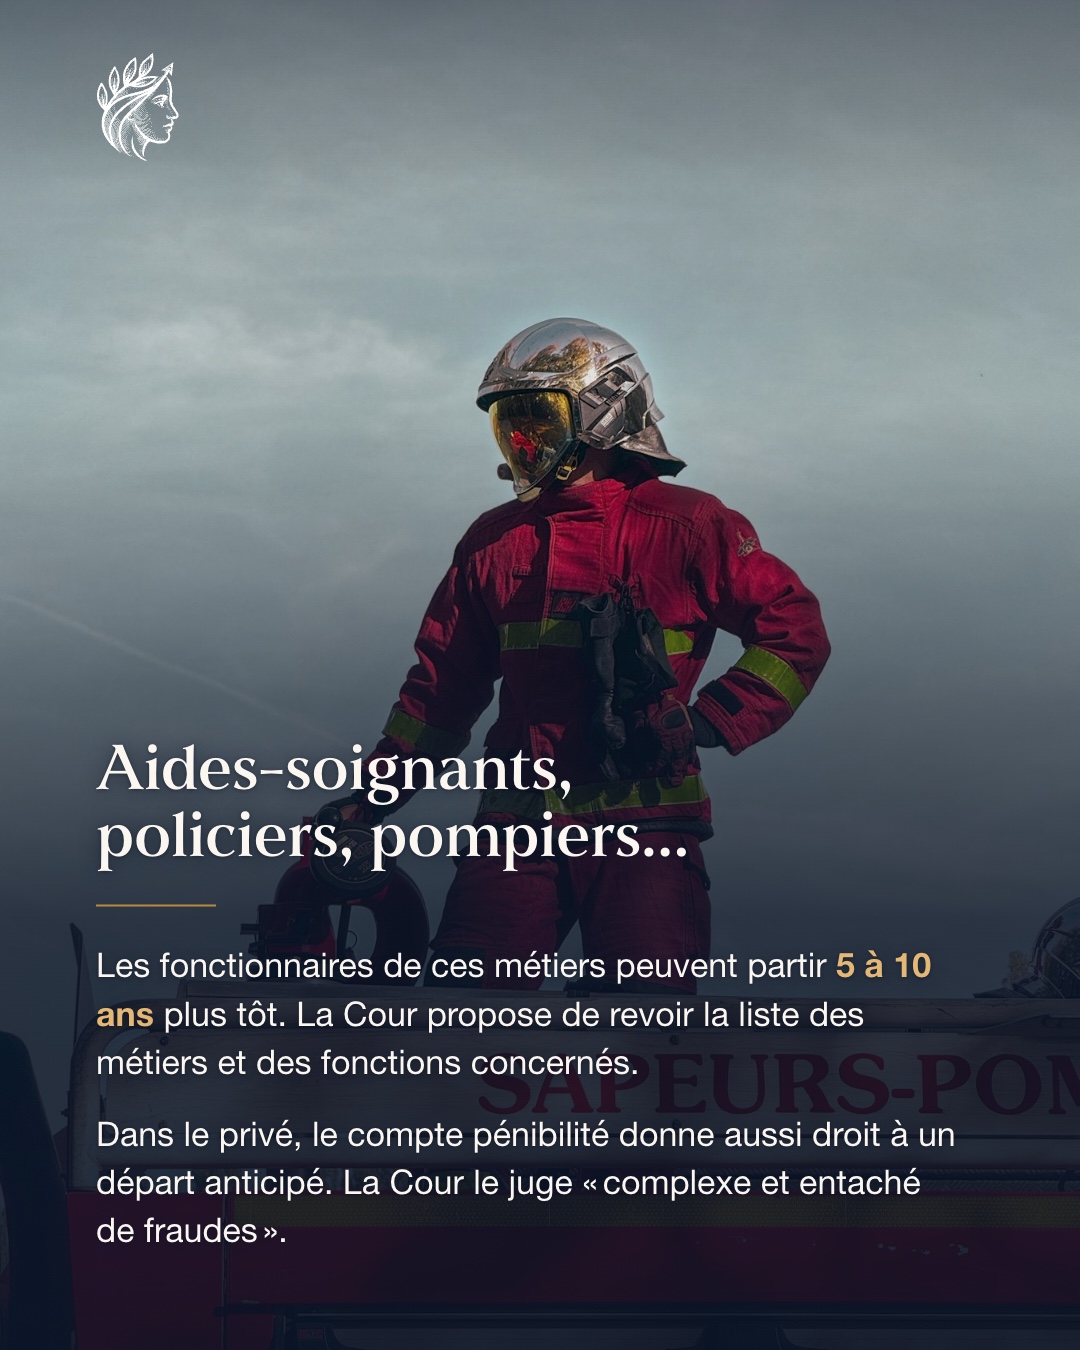 Aides-soignants,
policiers, pompiers...
Les fonctionnaires de ces métiers peuvent partir 5 à 10
ans plus tôt. La Cour propose de revoir la liste des
métiers et des fonctions concernés.
SAPEURS-POM
Dans le privé, le compte pénibilité donne aussi droit à un
départ anticipé. La Cour le juge « complexe et entaché
de fraudes ».